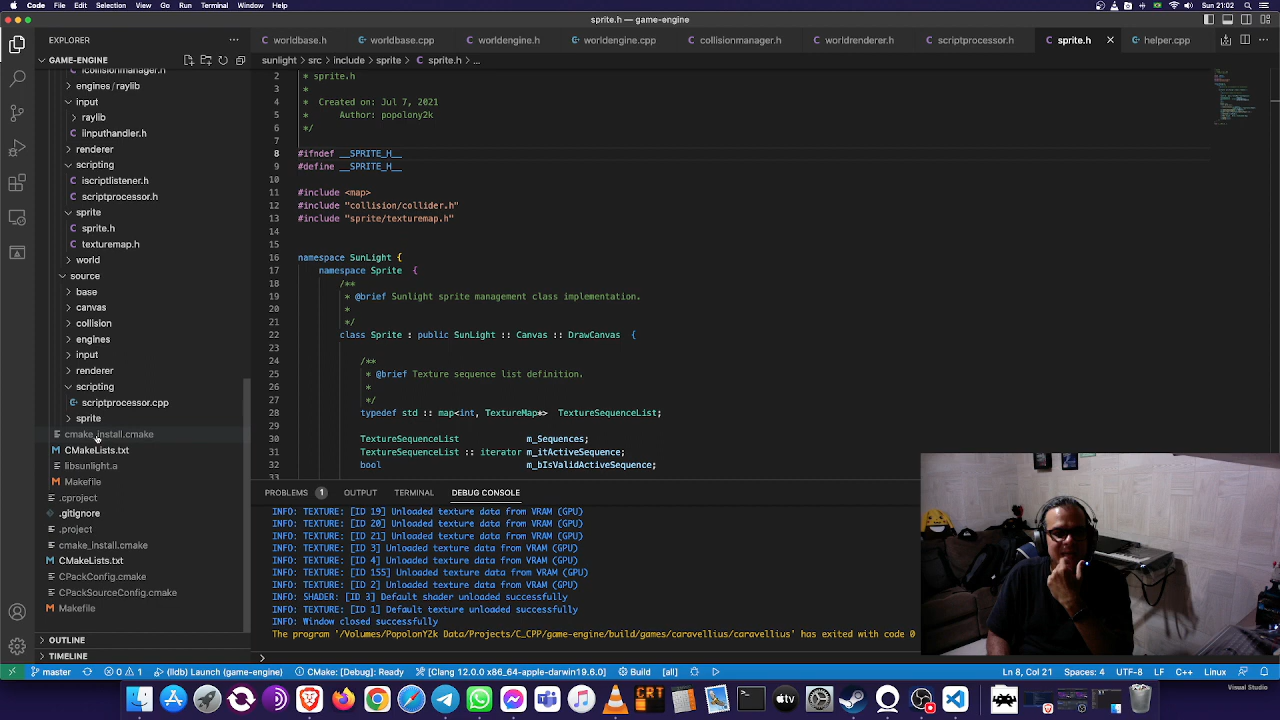 Code File Edit Selection View Go Run Terminal Window Help
Sun 21:02
sprite.h — game-engine
EXPLORER
worldbase.h
worldbase.cpp
worldengine.h
worldengine.cpp
collisionmanager.h
worldrenderer.h
scriptprocessor.h
sprite.h
helper.cpp
GAME-ENGINE
sunlight > src > include > sprite > sprite.h > ...
icollisionmanager.h
engines / raylib
input
raylib
iinputhandler.h
renderer
scripting
iscriptlistener.h
scriptprocessor.h
sprite
sprite.h
texturemap.h
world
source
base
canvas
collision
engines
input
renderer
scripting
scriptprocessor.cpp
sprite
cmake_install.cmake
CMakeLists.txt
libsunlight.a
Makefile
.cproject
.gitignore
.project
cmake_install.cmake
CMakeLists.txt
CPackConfig.cmake
CPackSourceConfig.cmake
Makefile
OUTLINE
TIMELINE
2 * sprite.h
3 *
4 * Created on: Jul 7, 2021
5 * Author: popolony2k
6 */
7
8 #ifndef __SPRITE_H__
9 #define __SPRITE_H__
10
11 #include <map>
12 #include "collision/collider.h"
13 #include "sprite/texturemap.h"
14
15
16 namespace SunLight {
17 namespace Sprite {
18 /**
19 * @brief Sunlight sprite management class implementation.
20 *
21 */
22 class Sprite : public SunLight :: Canvas :: DrawCanvas {
23
24 /**
25 * @brief Texture sequence list definition.
26 *
27 */
28 typedef std :: map<int, TextureMap*> TextureSequenceList;
29
30 TextureSequenceList m_Sequences;
31 TextureSequenceList :: iterator m_itActiveSequence;
32 bool m_bIsValidActiveSequence;
33
PROBLEMS 1 OUTPUT TERMINAL DEBUG CONSOLE
INFO: TEXTURE: [ID 19] Unloaded texture data from VRAM (GPU)
INFO: TEXTURE: [ID 20] Unloaded texture data from VRAM (GPU)
INFO: TEXTURE: [ID 21] Unloaded texture data from VRAM (GPU)
INFO: TEXTURE: [ID 3] Unloaded texture data from VRAM (GPU)
INFO: TEXTURE: [ID 4] Unloaded texture data from VRAM (GPU)
INFO: TEXTURE: [ID 155] Unloaded texture data from VRAM (GPU)
INFO: TEXTURE: [ID 2] Unloaded texture data from VRAM (GPU)
INFO: SHADER: [ID 3] Default shader unloaded successfully
INFO: TEXTURE: [ID 1] Default texture unloaded successfully
INFO: Window closed successfully
The program '/Volumes/PopolonY2k Data/Projects/C_CPP/game-engine/build/games/caravellius/caravellius' has exited with code 0
master 0 1 (lldb) Launch (game-engine) CMake: [Debug]: Ready [Clang 12.0.0 x86_64-apple-darwin19.6.0] Build [all]
Ln 8, Col 21 Spaces: 4 UTF-8 LF C++ Linux
CRT
tv
Visual Studio